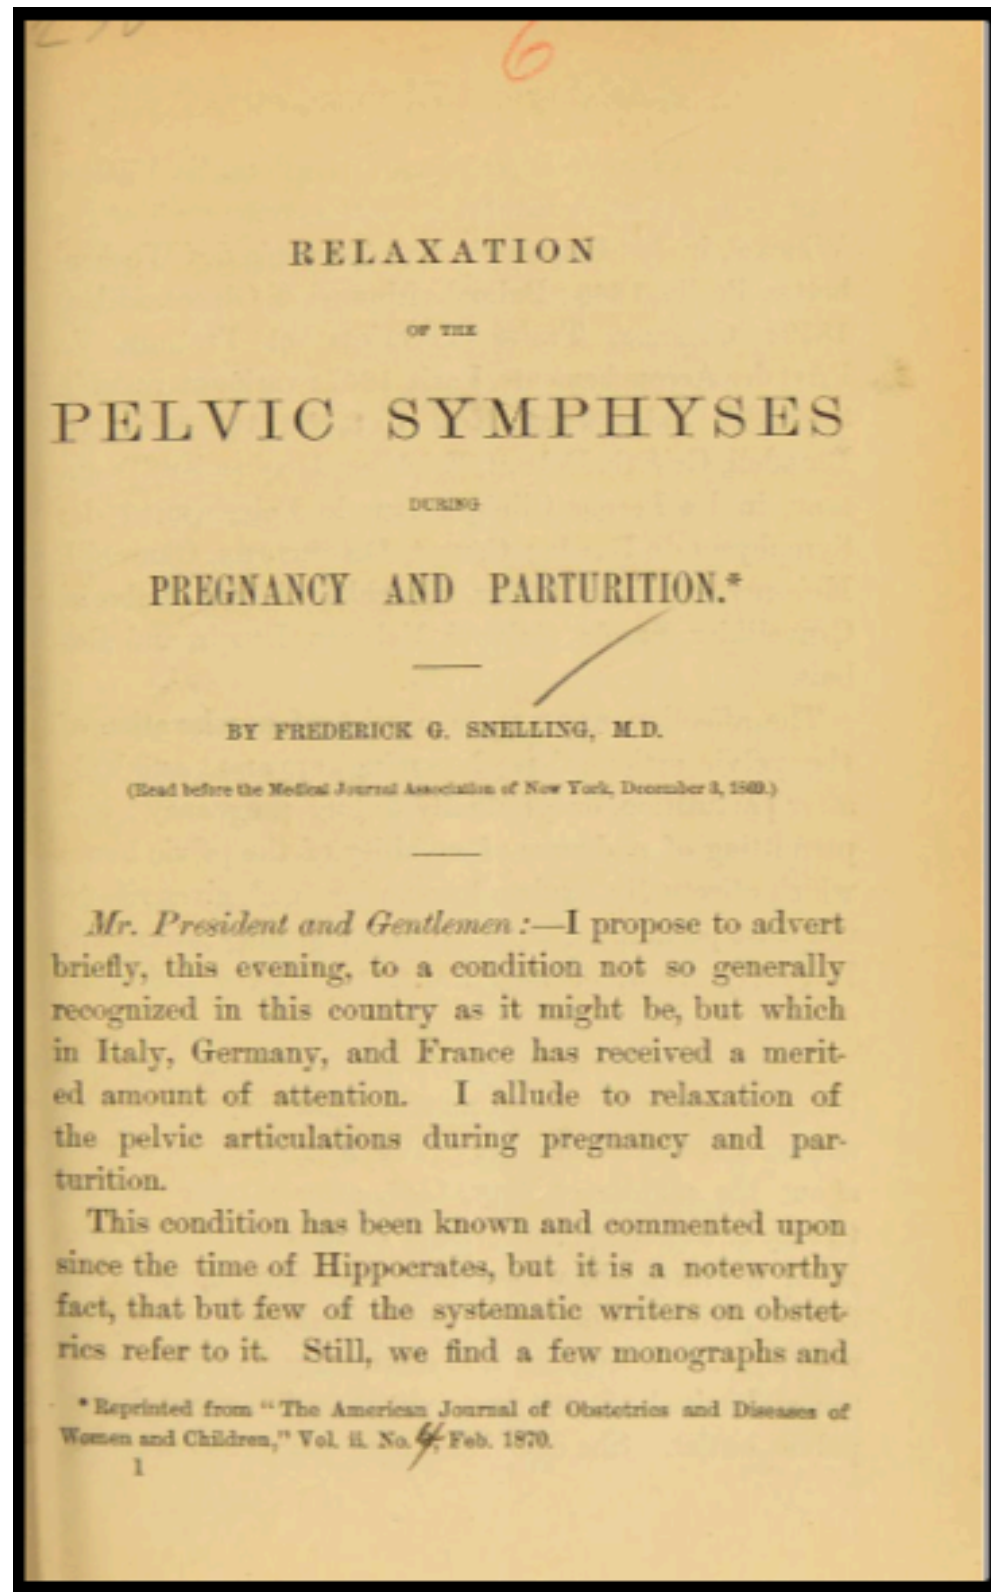 6
RELAXATION
OF THE
PELVIC SYMPHYSES
DURING
PREGNANCY AND PARTURITION.*
BY FREDERICK G. SNELLING, M.D.
(Read before the Medical Journal Association of New York, December 3, 1869.)
Mr. President and Gentlemen:—I propose to advert
briefly, this evening, to a condition not so generally
recognized in this country as it might be, but which
in Italy, Germany, and France has received a merit-
ed amount of attention. I allude to relaxation of
the pelvic articulations during pregnancy and par-
turition.
This condition has been known and commented upon
since the time of Hippocrates, but it is a noteworthy
fact, that but few of the systematic writers on obstet-
rics refer to it. Still, we find a few monographs and
* Reprinted from "The American Journal of Obstetrics and Diseases of
Women and Children," Vol. ii. No. 4, Feb. 1870.
1